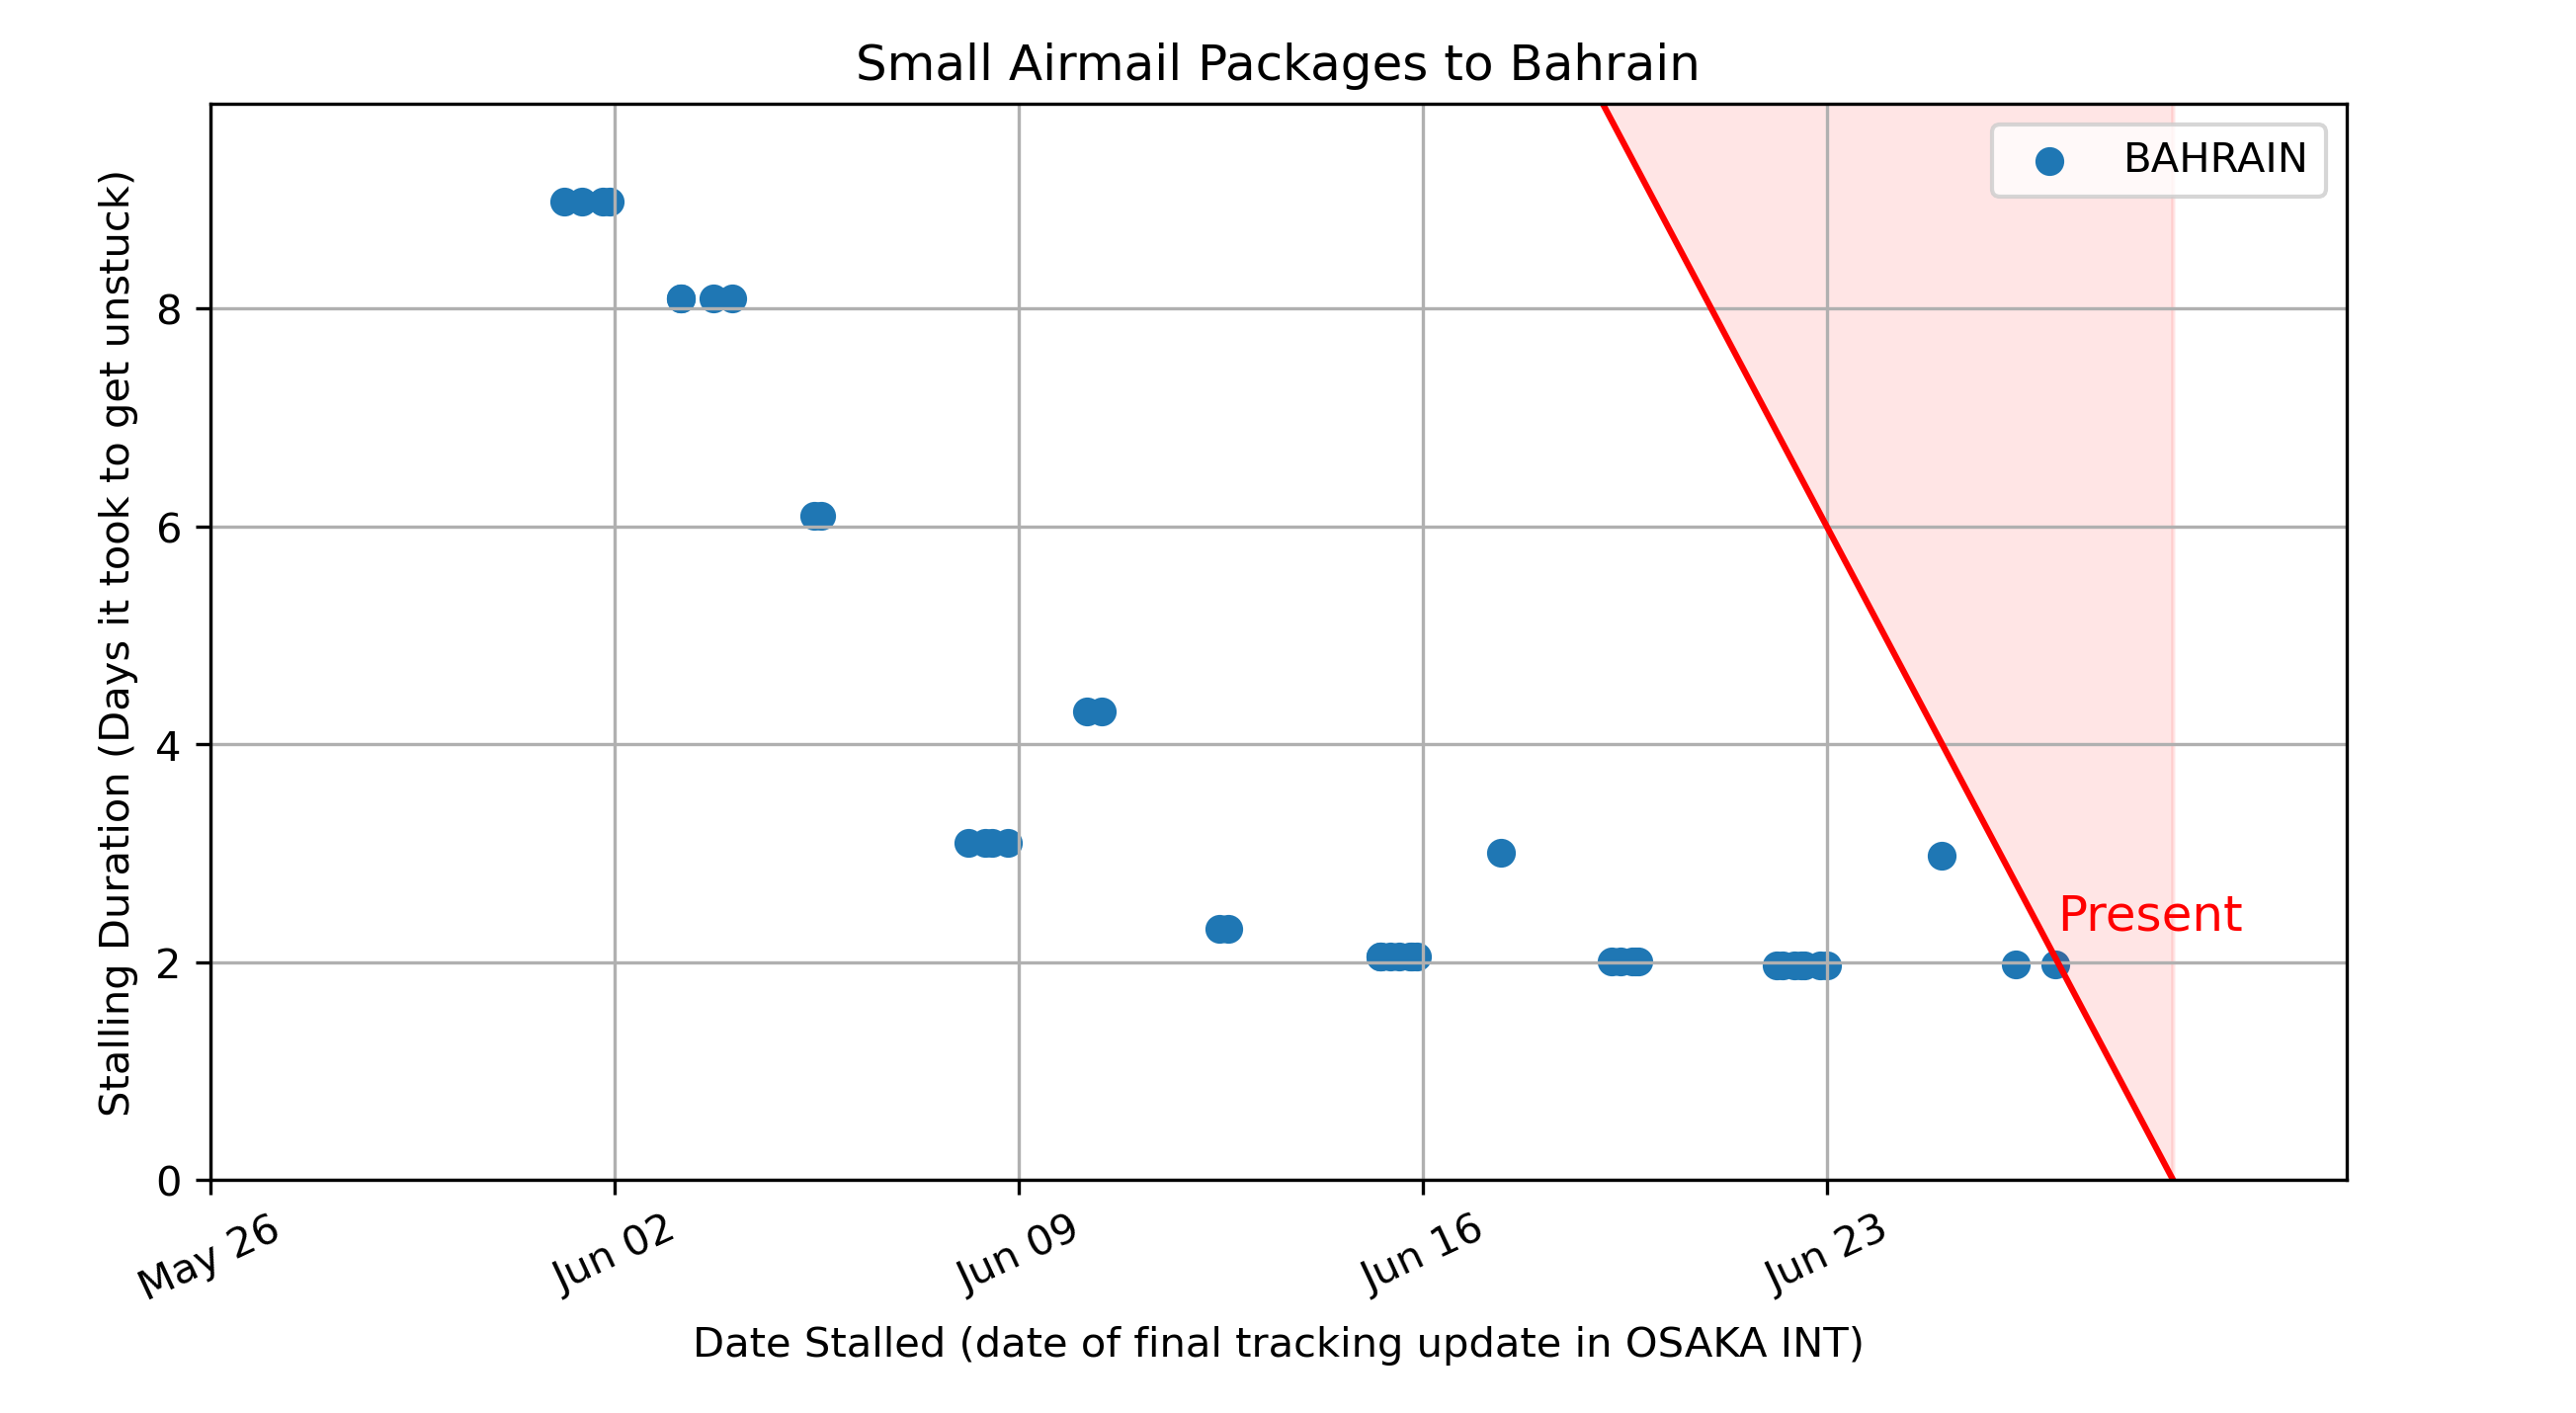 Small Airmail Packages to Bahrain
BAHRAIN
Stalling Duration (Days it took to get unstuck)
8
6
4
2
0
Present
May 26
Jun 02
Jun 09
Jun 16
Jun 23
Date Stalled (date of final tracking update in OSAKA INT)